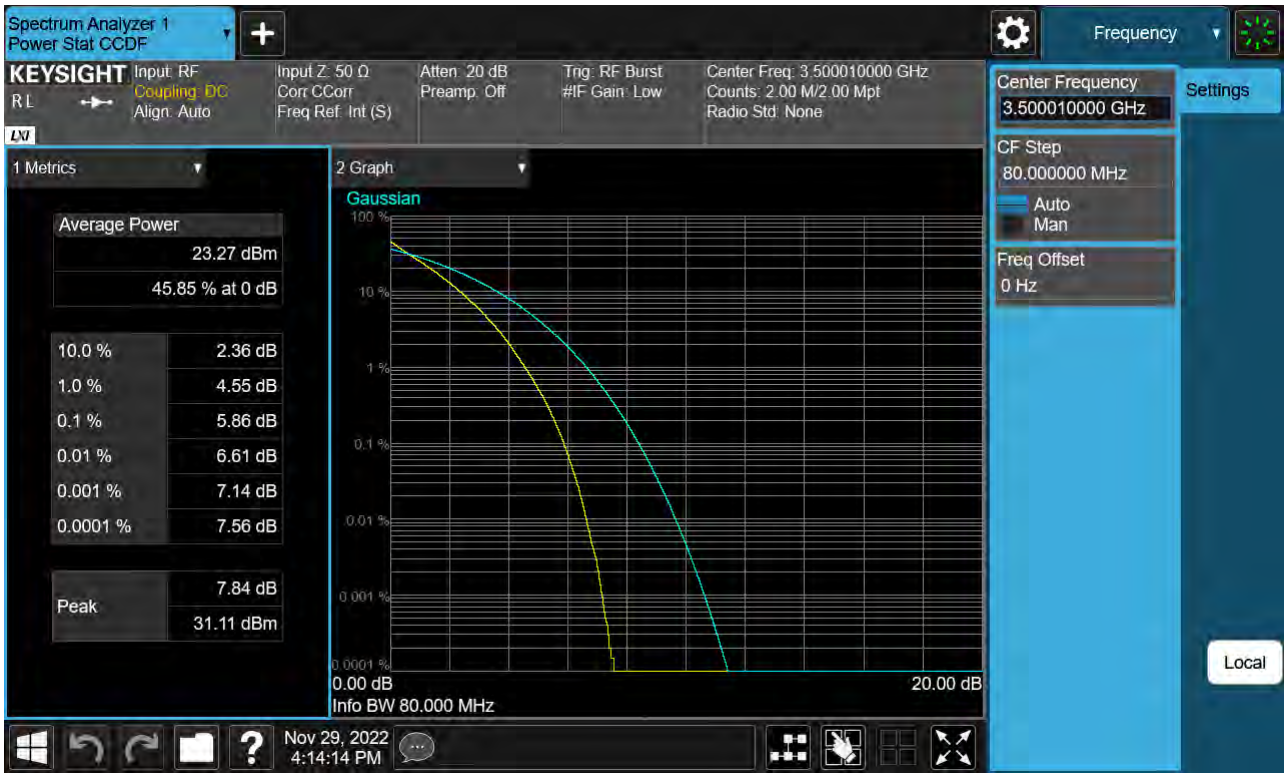 Spectrum Analyzer 1
Power Stat CCDF
+
Frequency
KEYSIGHT
RL
LXI
Input: RF
Coupling: DC
Align: Auto
Input Z: 50 Ω
Corr CCorr
Freq Ref: Int (S)
Atten: 20 dB
Preamp: Off
Trig: RF Burst
#IF Gain: Low
Center Freq: 3.500010000 GHz
Counts: 2.00 M/2.00 Mpt
Radio Std: None
Center Frequency
3.500010000 GHz
Settings
CF Step
80.000000 MHz
Auto
Man
Freq Offset
0 Hz
1 Metrics
Average Power
23.27 dBm
45.85 % at 0 dB
10.0 % 2.36 dB
1.0 % 4.55 dB
0.1 % 5.86 dB
0.01 % 6.61 dB
0.001 % 7.14 dB
0.0001 % 7.56 dB
Peak
7.84 dB
31.11 dBm
2 Graph
Gaussian
100 %
10 %
1 %
0.1 %
0.01 %
0.001 %
0.0001 %
0.00 dB 20.00 dB
Info BW 80.000 MHz
Local
?
Nov 29, 2022
4:14:14 PM